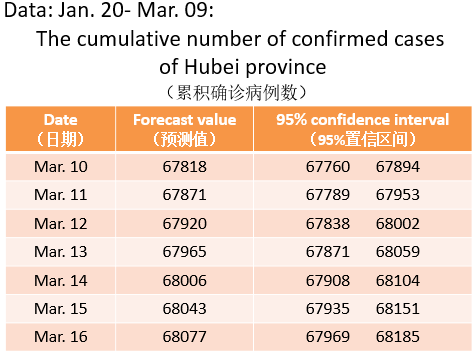 Data: Jan. 20- Mar. 09:
The cumulative number of confirmed cases
of Hubei province
（累积确诊病例数）
Date Forecast value 95% confidence interval
（日期） （预测值） （95%置信区间）
Mar. 10 67818 67760 67894
Mar. 11 67871 67789 67953
Mar. 12 67920 67838 68002
Mar. 13 67965 67871 68059
Mar. 14 68006 67908 68104
Mar. 15 68043 67935 68151
Mar. 16 68077 67969 68185